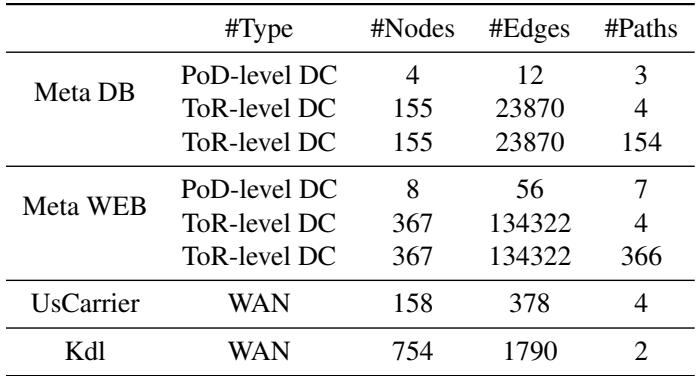 #Type #Nodes #Edges #Paths
Meta DB PoD-level DC 4 12 3
ToR-level DC 155 23870 4
ToR-level DC 155 23870 154
Meta WEB PoD-level DC 8 56 7
ToR-level DC 367 134322 4
ToR-level DC 367 134322 366
UsCarrier WAN 158 378 4
Kdl WAN 754 1790 2